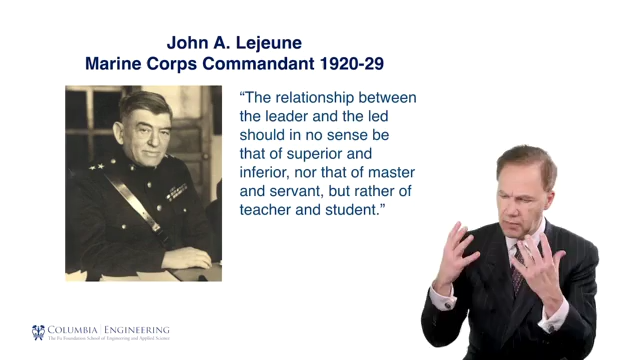 John A. Lejeune
Marine Corps Commandant 1920-29
“The relationship between
the leader and the led
should in no sense be
that of superior and
inferior, nor that of master
and servant, but rather of
teacher and student.”
COLUMBIA | ENGINEERING
The Fu Foundation School of Engineering and Applied Science